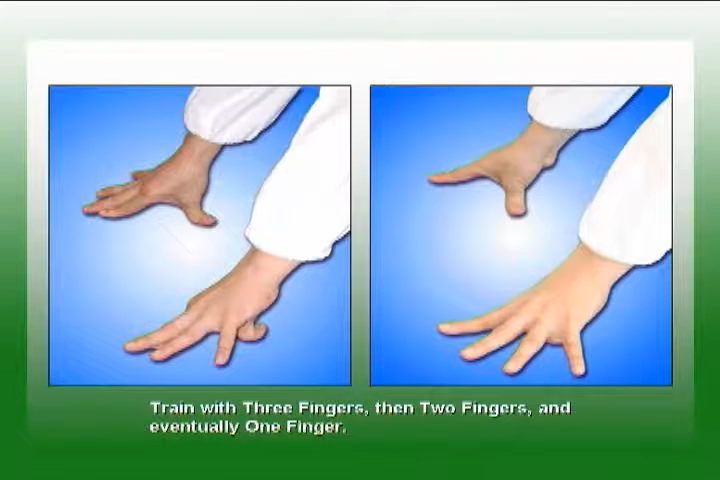 Train with Three Fingers, then Two Fingers, and
eventually One Finger.